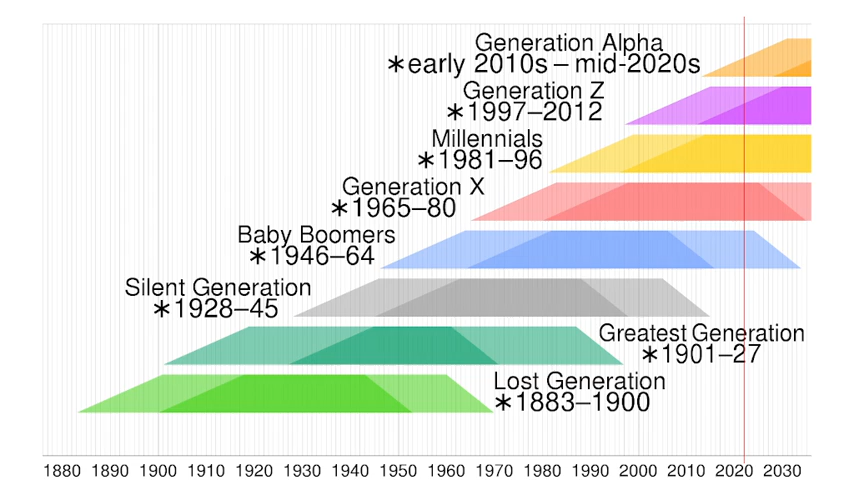 Generation Alpha
*early 2010s – mid-2020s
Generation Z
*1997–2012
Millennials
*1981–96
Generation X
*1965–80
Baby Boomers
*1946–64
Silent Generation
*1928–45
Greatest Generation
*1901–27
Lost Generation
*1883–1900
1880 1890 1900 1910 1920 1930 1940 1950 1960 1970 1980 1990 2000 2010 2020 2030